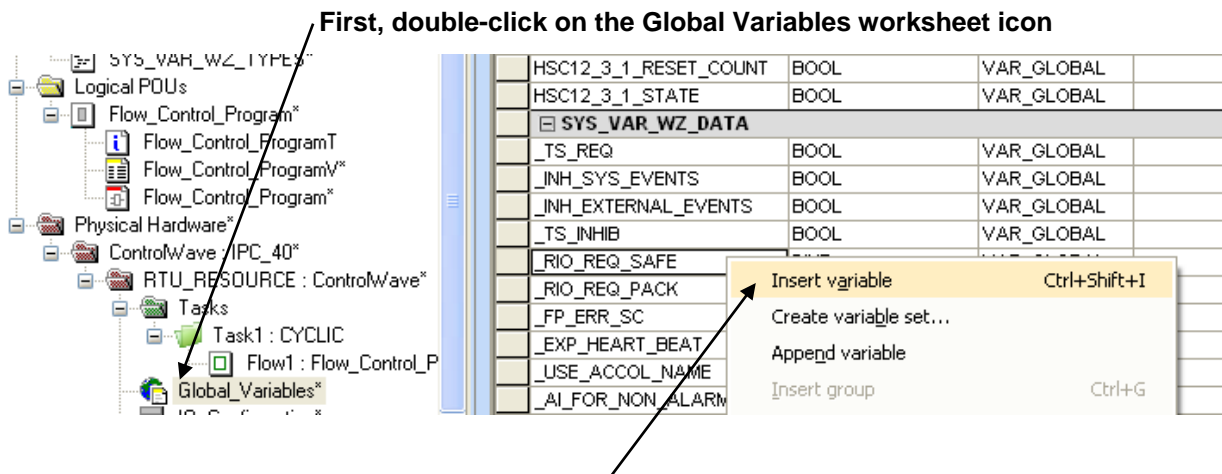 First, double-click on the Global Variables worksheet icon
SYS_VAR_WZ_TYPES*
Logical POUs
Flow_Control_Program*
Flow_Control_ProgramT
Flow_Control_ProgramV*
Flow_Control_Program*
Physical Hardware*
ControlWave : IPC_40*
RTU_RESOURCE : ControlWave*
Tasks
Task1 : CYCLIC
Flow1 : Flow_Control_P
Global_Variables*
HSC12_3_1_RESET_COUNT BOOL VAR_GLOBAL
HSC12_3_1_STATE BOOL VAR_GLOBAL
SYS_VAR_WZ_DATA
_TS_REQ BOOL VAR_GLOBAL
_INH_SYS_EVENTS BOOL VAR_GLOBAL
_INH_EXTERNAL_EVENTS BOOL VAR_GLOBAL
_TS_INHIB BOOL VAR_GLOBAL
_RIO_REQ_SAFE
_RIO_REQ_PACK
_FP_ERR_SC
_EXP_HEART_BEAT
_USE_ACCOL_NAME
_AI_FOR_NON_ALARM
Insert variable Ctrl+Shift+I
Create variable set...
Append variable
Insert group Ctrl+G